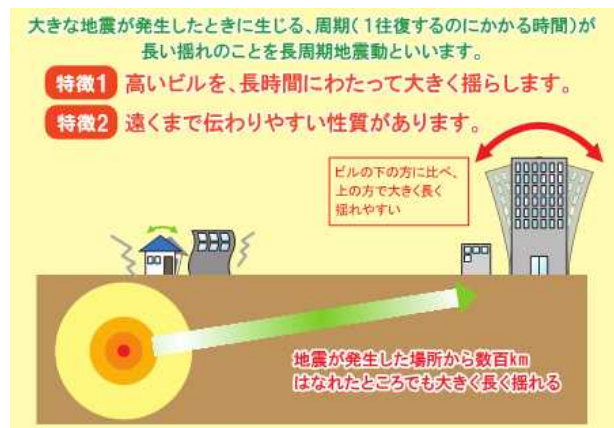 大きな地震が発生したときに生じる、周期(1往復するのにかかる時間)が
長い揺れのことを長周期地震動といいます。
特徴1 高いビルを、長時間にわたって大きく揺らします。
特徴2 遠くまで伝わりやすい性質があります。
ビルの下の方に比べ、
上の方で大きく長く
揺れやすい
地震が発生した場所から数百km
はなれたところでも大きく長く揺れる